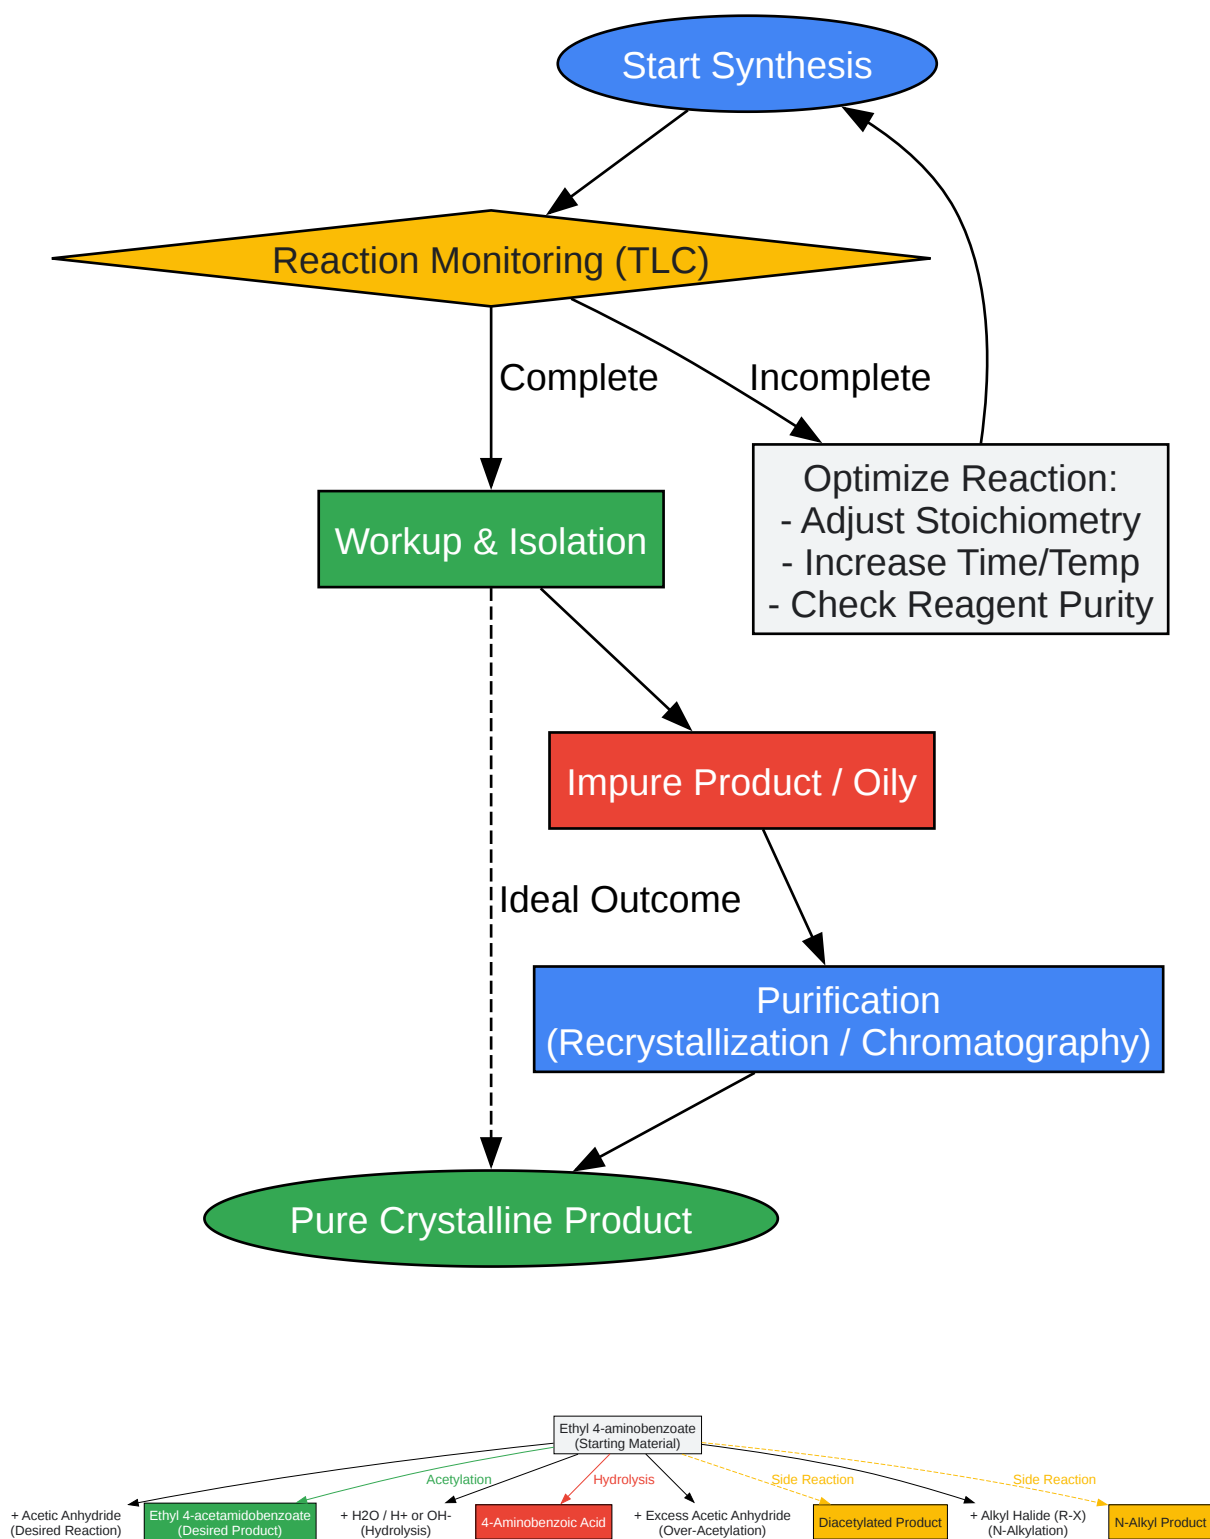 Start Synthesis
Reaction Monitoring (TLC)
Complete
Incomplete
Optimize Reaction:
- Adjust Stoichiometry
- Increase Time/Temp
- Check Reagent Purity
Workup & Isolation
Impure Product / Oily
Ideal Outcome
Purification
(Recrystallization / Chromatography)
Pure Crystalline Product
Ethyl 4-aminobenzoate
(Starting Material)
Acetylation
Hydrolysis
Side Reaction
Side Reaction
+ Acetic Anhydride
(Desired Reaction)
Ethyl 4-acetamidobenzoate
(Desired Product)
+ H2O / H+ or OH-
(Hydrolysis)
4-Aminobenzoic Acid
+ Excess Acetic Anhydride
(Over-Acetylation)
Diacetylated Product
+ Alkyl Halide (R-X)
(N-Alkylation)
N-Alkyl Product